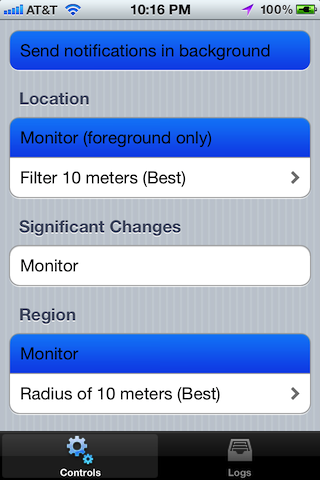 AT&T 10:16 PM 100%
Send notifications in background
Location
Monitor (foreground only)
Filter 10 meters (Best)
Significant Changes
Monitor
Region
Monitor
Radius of 10 meters (Best)
Controls Logs